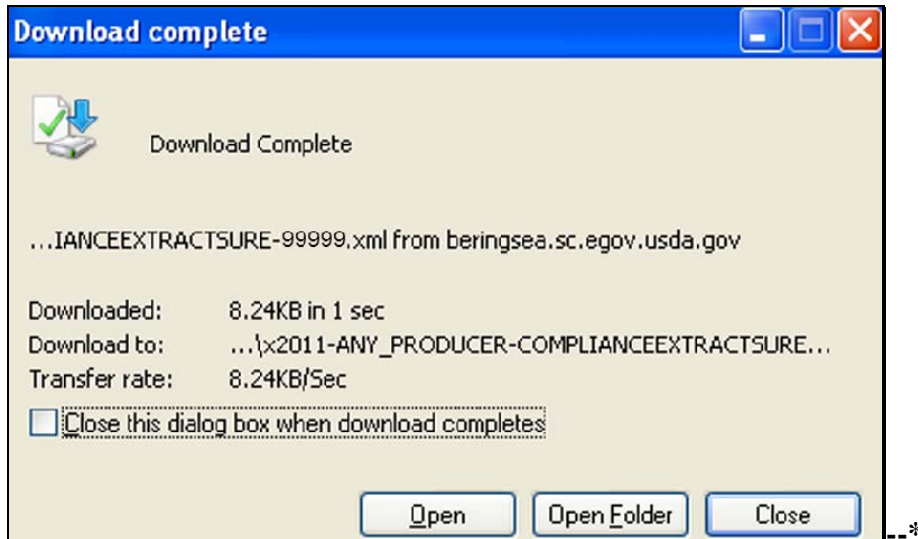 Download complete
Download Complete
...IANCEEXTRACTSURE-99999.xml from beringsea.sc.egov.usda.gov
Downloaded: 8.24KB in 1 sec
Download to: ...\x2011-ANY_PRODUCER-COMPLIANCEEXTRACTSURE...
Transfer rate: 8.24KB/Sec
Close this dialog box when download completes
Open Open Folder Close
--*